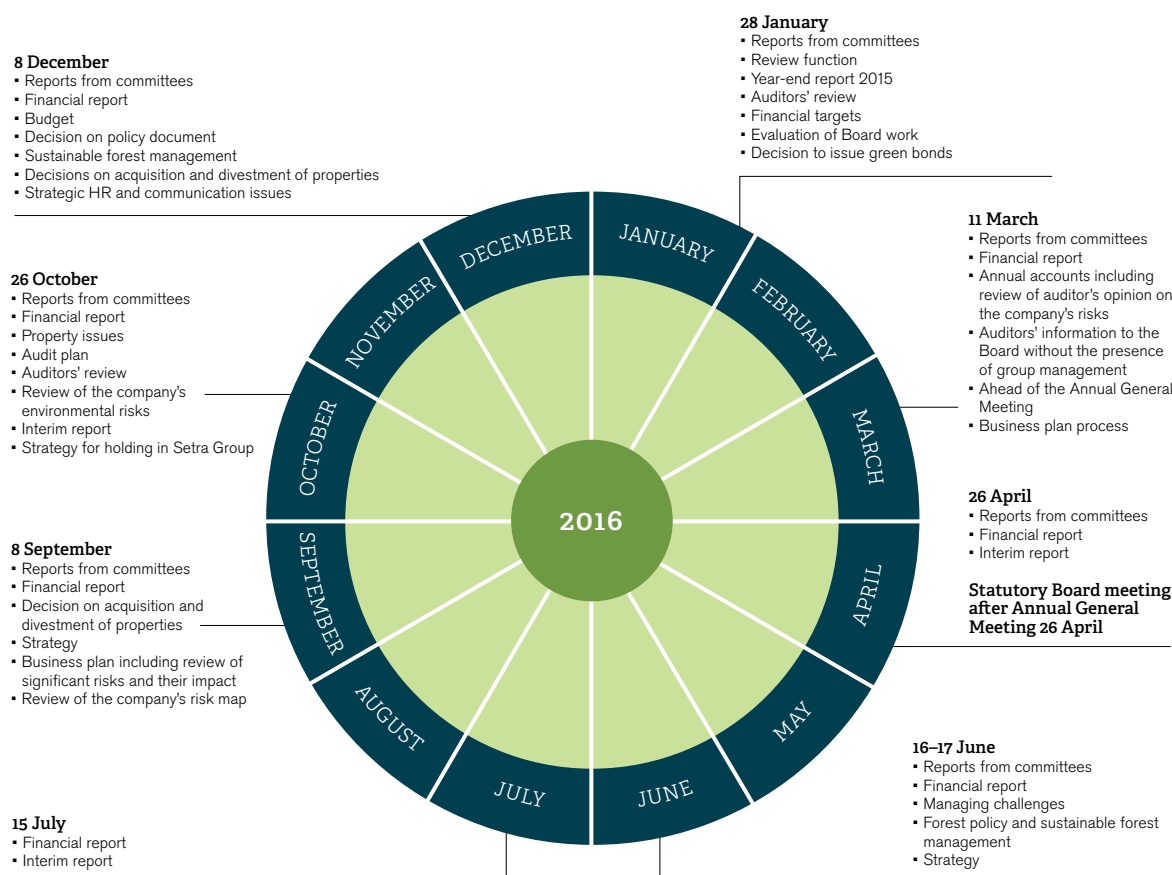 28 January
▪ Reports from committees
▪ Review function
▪ Year-end report 2015
▪ Auditors' review
▪ Financial targets
▪ Evaluation of Board work
▪ Decision to issue green bonds
8 December
▪ Reports from committees
▪ Financial report
▪ Budget
▪ Decision on policy document
▪ Sustainable forest management
▪ Decisions on acquisition and divestment of properties
▪ Strategic HR and communication issues
11 March
▪ Reports from committees
▪ Financial report
▪ Annual accounts including
review of auditor's opinion on
the company's risks
▪ Auditors' information to the
Board without the presence
of group management
▪ Ahead of the Annual General
Meeting
▪ Business plan process
26 October
▪ Reports from committees
▪ Financial report
▪ Property issues
▪ Audit plan
▪ Auditors' review
▪ Review of the company's
environmental risks
▪ Interim report
▪ Strategy for holding in Setra Group
JANUARY
FEBRUARY
MARCH
APRIL
MAY
JUNE
JULY
AUGUST
SEPTEMBER
OCTOBER
NOVEMBER
DECEMBER
2016
26 April
▪ Reports from committees
▪ Financial report
▪ Interim report
Statutory Board meeting
after Annual General
Meeting 26 April
8 September
▪ Reports from committees
▪ Financial report
▪ Decision on acquisition and
divestment of properties
▪ Strategy
▪ Business plan including review of
significant risks and their impact
▪ Review of the company's risk map
16–17 June
▪ Reports from committees
▪ Financial report
▪ Managing challenges
▪ Forest policy and sustainable forest
management
▪ Strategy
15 July
▪ Financial report
▪ Interim report